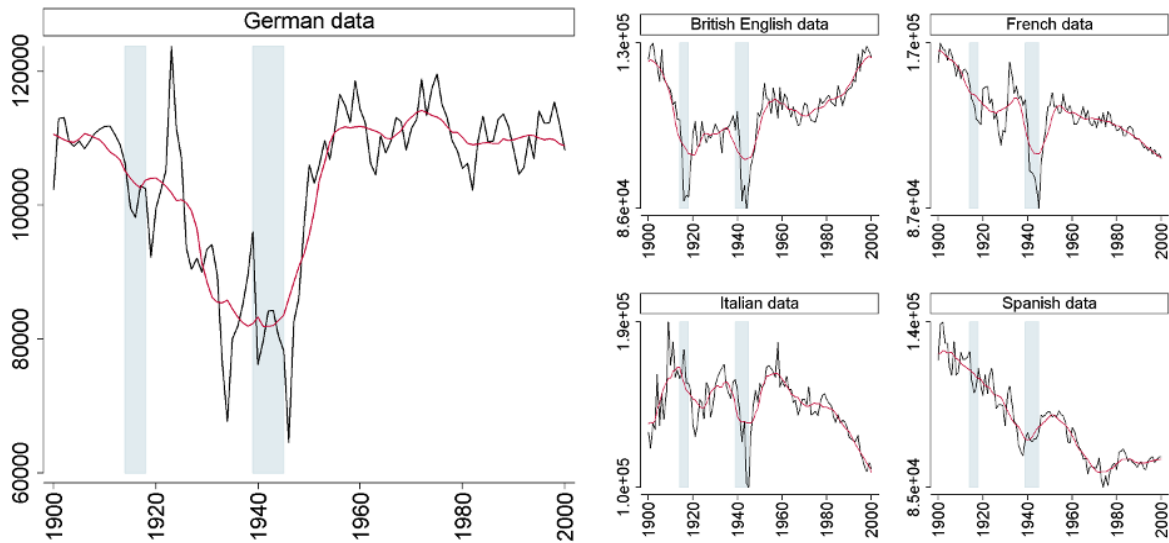 German data
120000
100000
80000
60000
1900
1920
1940
1960
1980
2000
British English data
1.3e+05
8.6e+04
1900
1920
1940
1960
1980
2000
French data
1.7e+05
8.7e+04
1900
1920
1940
1960
1980
2000
Italian data
1.9e+05
1.0e+05
1900
1920
1940
1960
1980
2000
Spanish data
1.4e+05
8.5e+04
1900
1920
1940
1960
1980
2000